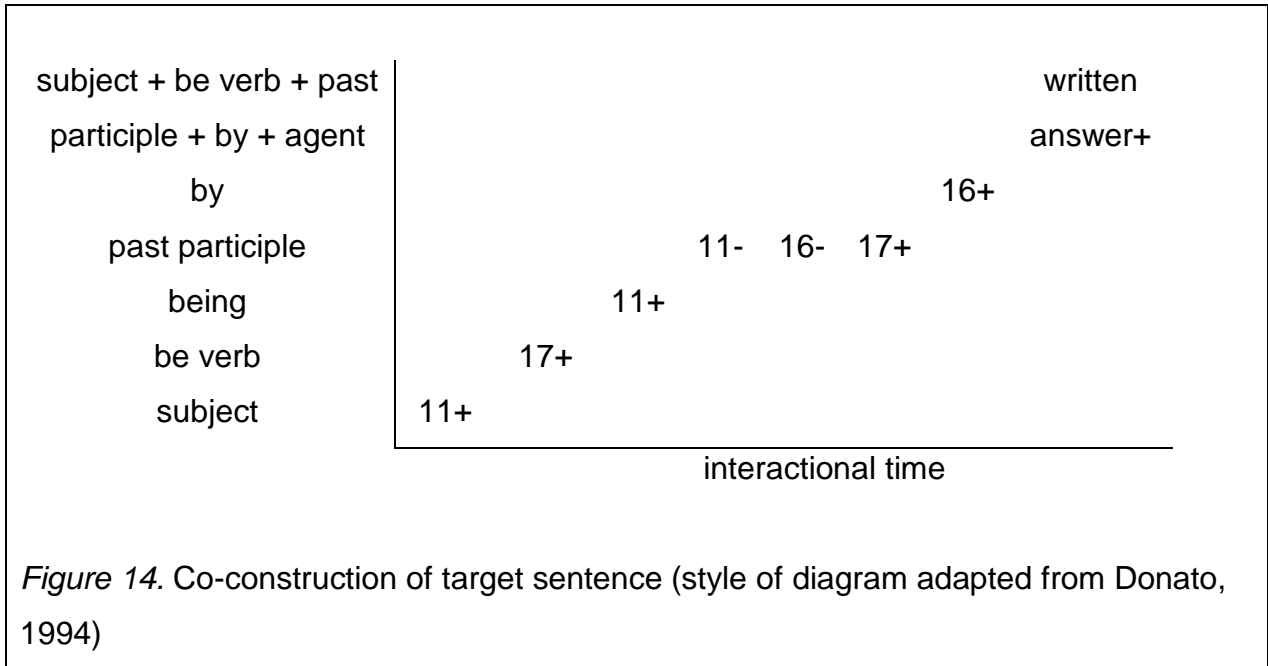 subject + be verb + past written
participle + by + agent answer+
by 16+
past participle 11- 16- 17+
being 11+
be verb 17+
subject 11+
interactional time
Figure 14. Co-construction of target sentence (style of diagram adapted from Donato,
1994)